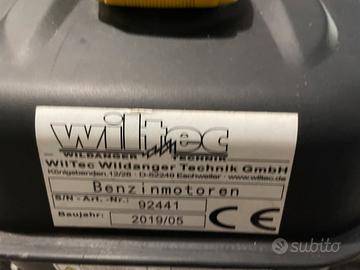 wiltec
WILDANGER TECHNIK
WilTec Wildanger Technik GmbH
Königsbenden 12/28 · D-52249 Eschweiler · www.wiltec.de
Benzinmotoren
S/N - Art.-Nr.: 92441
Baujahr: 2019/05 CE
subito